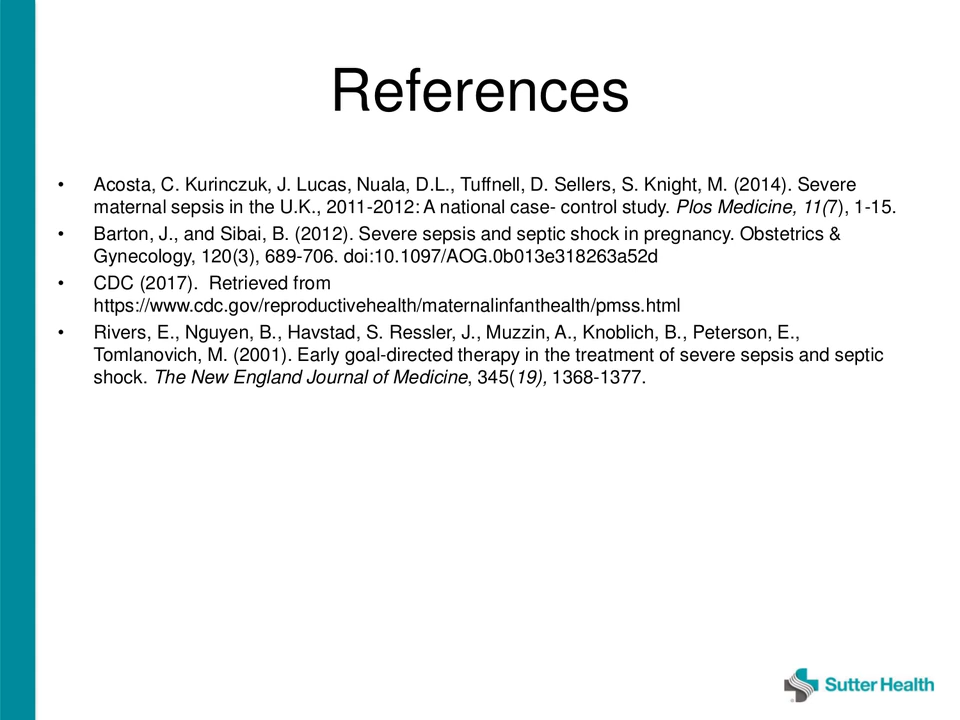 References
• Acosta, C. Kurinczuk, J. Lucas, Nuala, D.L., Tuffnell, D. Sellers, S. Knight, M. (2014). Severe
maternal sepsis in the U.K., 2011-2012: A national case- control study. Plos Medicine, 11(7), 1-15.
• Barton, J., and Sibai, B. (2012). Severe sepsis and septic shock in pregnancy. Obstetrics &
Gynecology, 120(3), 689-706. doi:10.1097/AOG.0b013e318263a52d
• CDC (2017).  Retrieved from
https://www.cdc.gov/reproductivehealth/maternalinfanthealth/pmss.html
• Rivers, E., Nguyen, B., Havstad, S. Ressler, J., Muzzin, A., Knoblich, B., Peterson, E.,
Tomlanovich, M. (2001). Early goal-directed therapy in the treatment of severe sepsis and septic
shock. The New England Journal of Medicine, 345(19), 1368-1377.
Sutter Health